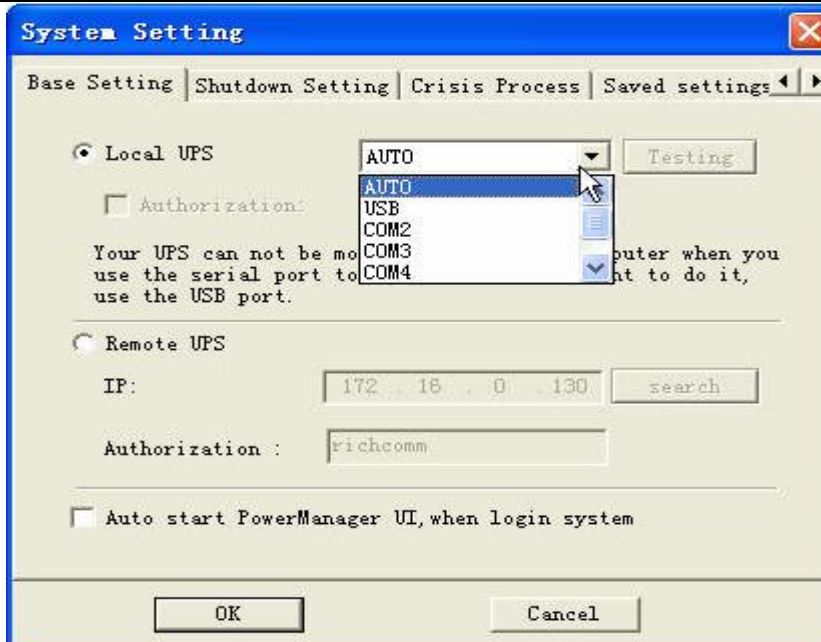 System Setting
Base Setting Shutdown Setting Crisis Process Saved settings
Local UPS AUTO Testing
AUTO
Authorization:
USB
COM2
Your UPS can not be mo COM3 puter when you
use the serial port to COM4 nt to do it,
use the USB port.
Remote UPS
IP: 172 . 16 . 0 . 130 search
Authorization : richcomm
Auto start PowerManager UI,when login system
OK Cancel